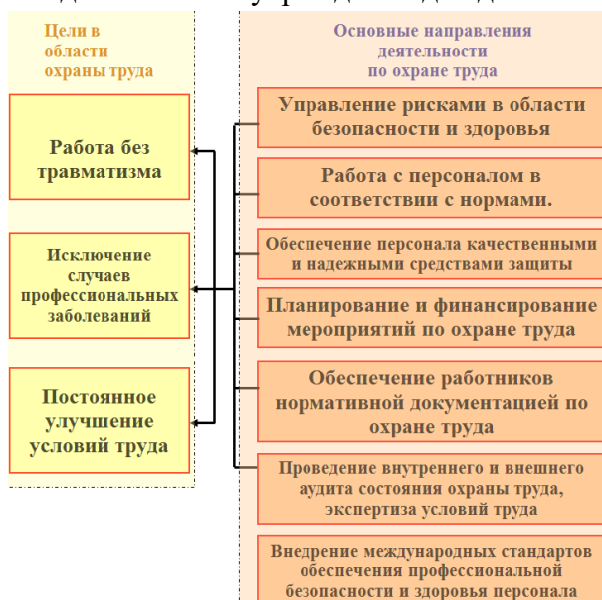 Цели в
области
охраны труда
Работа без
травматизма
Исключение
случаев
профессиональных
заболеваний
Постоянное
улучшение
условий труда
Основные направления
деятельности
по охране труда
Управление рисками в области
безопасности и здоровья
Работа с персоналом в
соответствии с нормами.
Обеспечение персонала качественными
и надежными средствами защиты
Планирование и финансирование
мероприятий по охране труда
Обеспечение работников
нормативной документацией по
охране труда
Проведение внутреннего и внешнего
аудита состояния охраны труда,
экспертиза условий труда
Внедрение международных стандартов
обеспечения профессиональной
безопасности и здоровья персонала